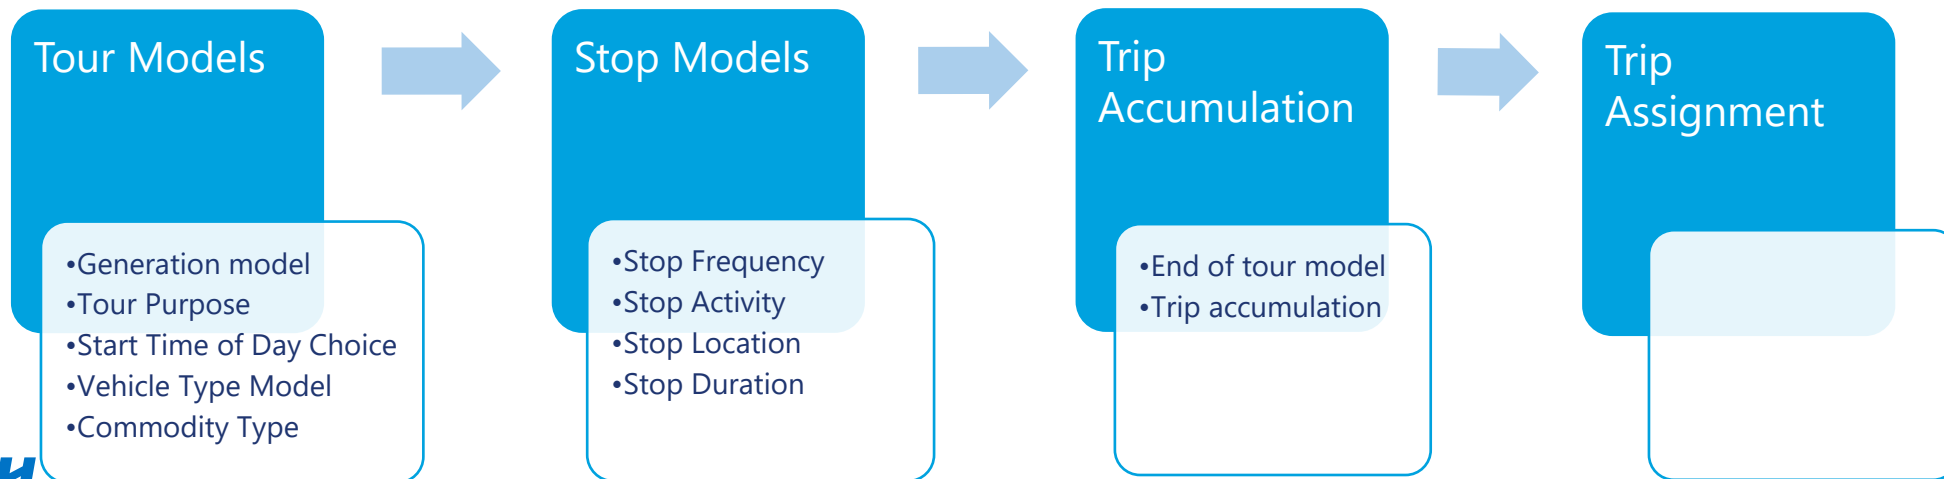 Tour Models
•Generation model
•Tour Purpose
•Start Time of Day Choice
•Vehicle Type Model
•Commodity Type
Stop Models
•Stop Frequency
•Stop Activity
•Stop Location
•Stop Duration
Trip
Accumulation
•End of tour model
•Trip accumulation
Trip
Assignment